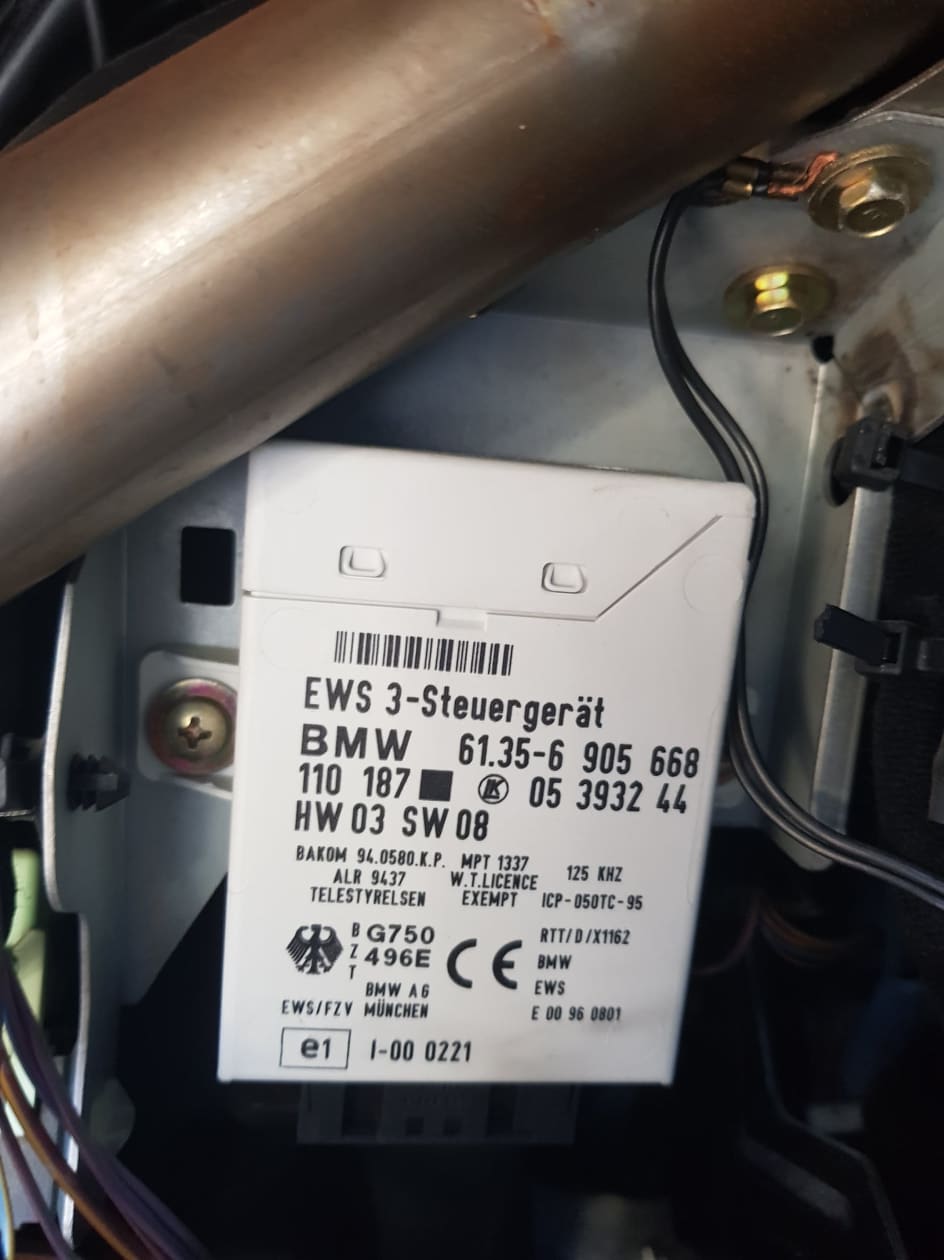 EWS 3-Steuergerät
BMW 61.35-6 905 668
110 187 K 05 3932 44
HW 03 SW 08
BAKOM 94.0580.K.P. MPT 1337
ALR 9437 W.T.LICENCE 125 KHZ
TELESTYRELSEN EXEMPT ICP-050TC-95
B
Z
T
G750
496E
CE
RTT/D/X1162
BMW
EWS
E 00 96 0801
BMW AG
EWS/FZV MÜNCHEN
e1 I-00 0221